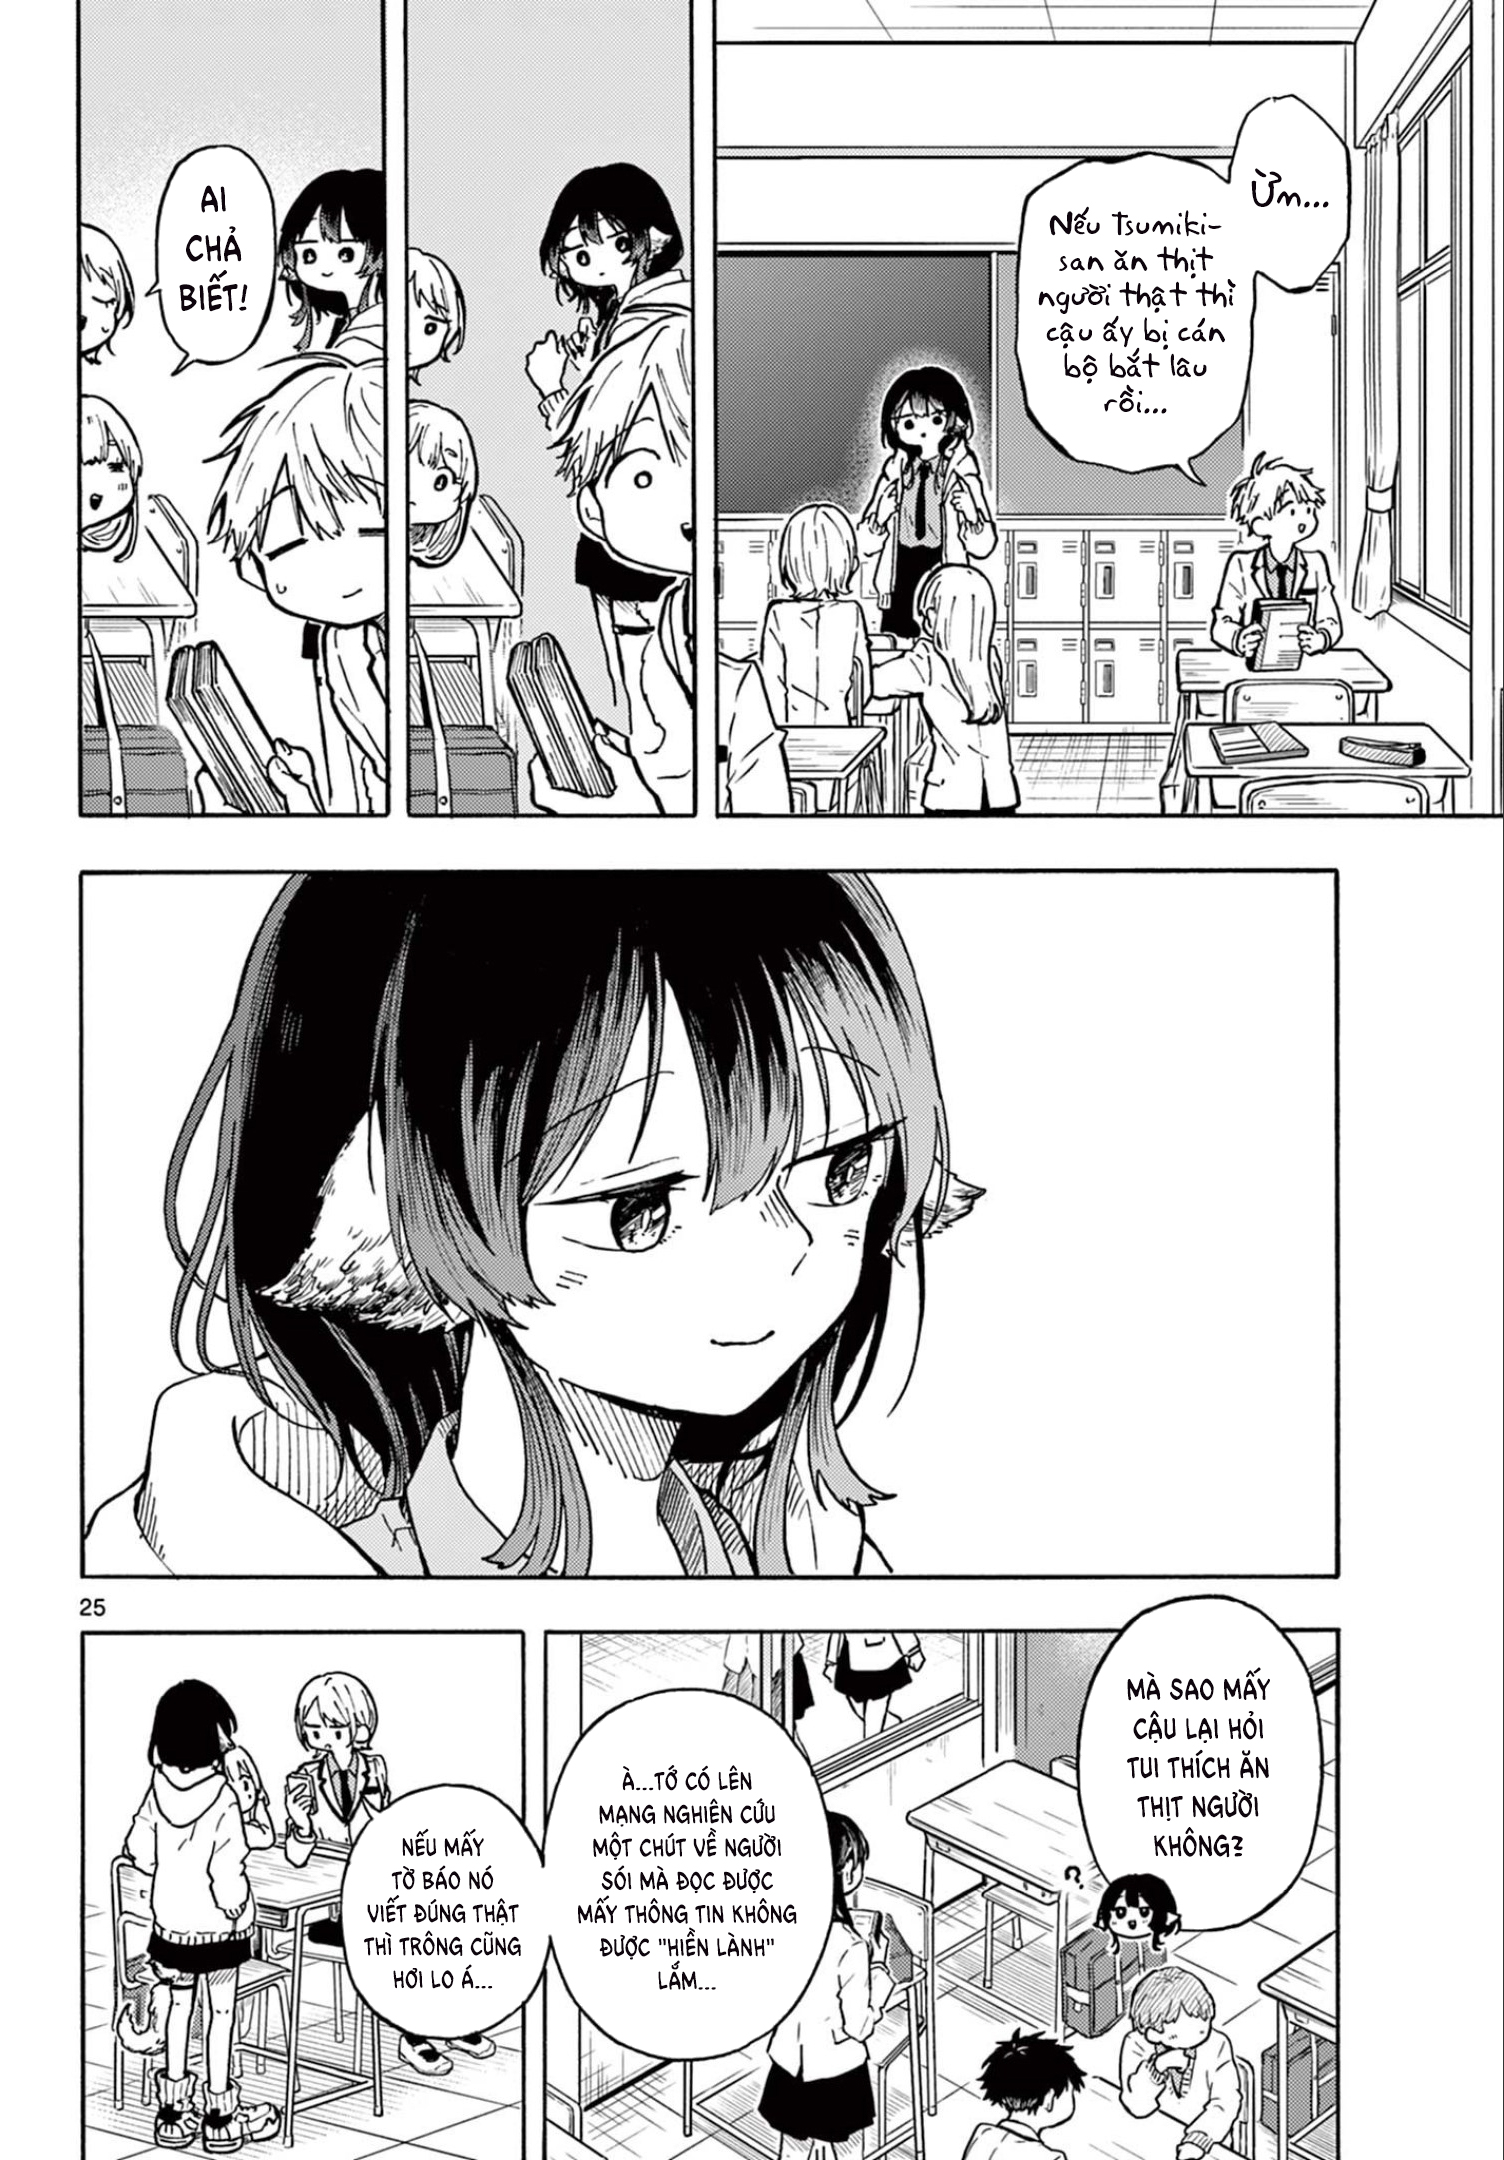 Ừm...
Nếu Tsumiki-
san ăn thịt
người thật thì
cậu ấy bị cán
bộ bắt lâu
rồi...
AI
CHẢ
BIẾT!
25
MÀ SAO MẤY
CẬU LẠI HỎI
TUI THÍCH ĂN
THỊT NGƯỜI
KHÔNG?
?
À...TỚ CÓ LÊN
MẠNG NGHIÊN CỨU
MỘT CHÚT VỀ NGƯỜI
SÓI MÀ ĐỌC ĐƯỢC
MẤY THÔNG TIN KHÔNG
ĐƯỢC "HIỀN LÀNH"
LẮM...
NẾU MẤY
TỜ BÁO NÓ
VIẾT ĐÚNG THẬT
THÌ TRÔNG CŨNG
HƠI LO Á...